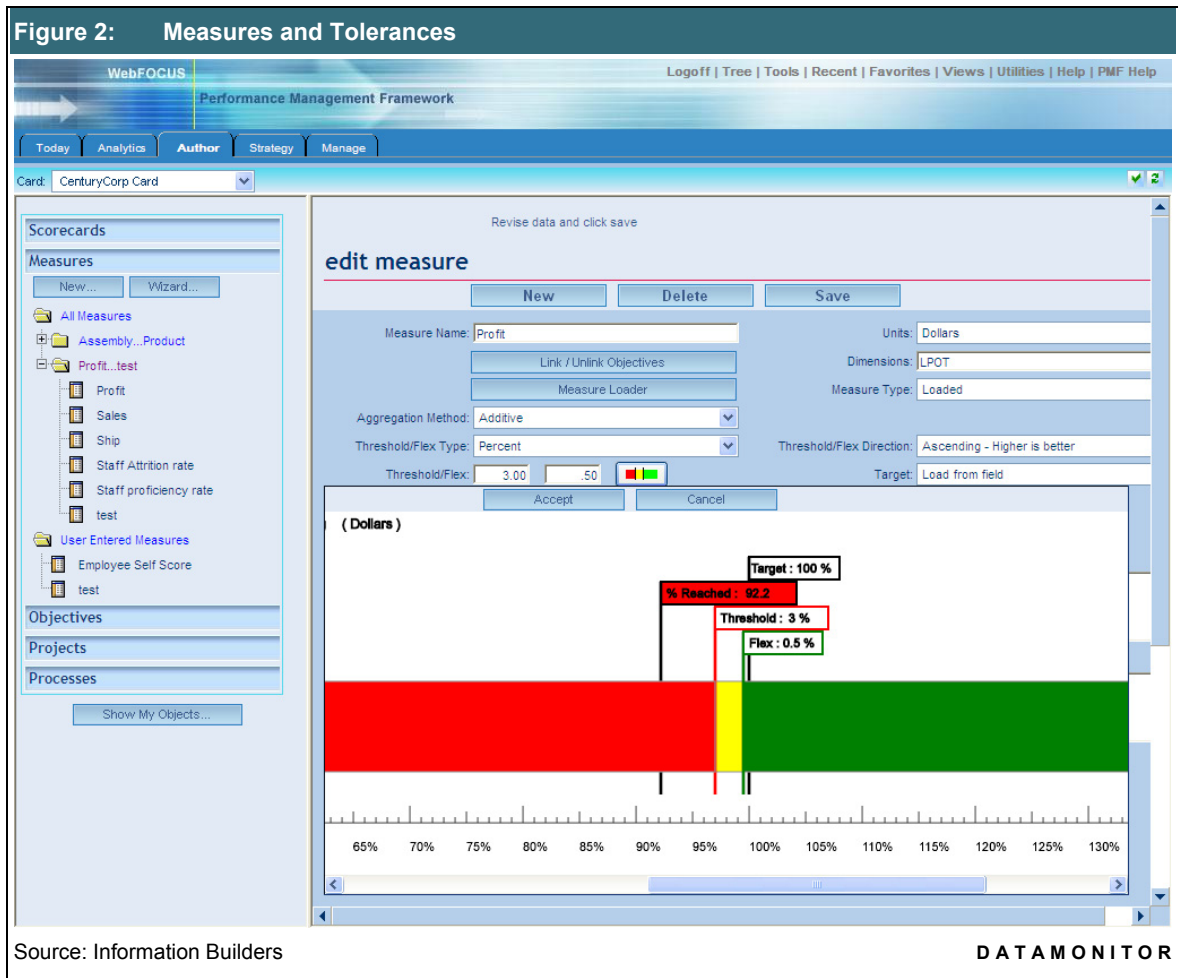 Figure 2: Measures and Tolerances
WebFOCUS
Logoff | Tree | Tools | Recent | Favorites | Views | Utilities | Help | PMF Help
Performance Management Framework
Today Analytics Author Strategy Manage
Card: CenturyCorp Card
Scorecards
Measures
New... Wizard...
All Measures
Assembly...Product
Profit...test
Profit
Sales
Ship
Staff Attrition rate
Staff proficiency rate
test
User Entered Measures
Employee Self Score
test
Objectives
Projects
Processes
Show My Objects...
Revise data and click save
edit measure
New Delete Save
Measure Name: Profit Units: Dollars
Link / Unlink Objectives Dimensions: LPOT
Measure Loader Measure Type: Loaded
Aggregation Method: Additive
Threshold/Flex Type: Percent Threshold/Flex Direction: Ascending - Higher is better
Threshold/Flex: 3.00 .50 Target: Load from field
Accept Cancel
( Dollars )
Target : 100 %
% Reached : 92.2
Threshold : 3 %
Flex : 0.5 %
65% 70% 75% 80% 85% 90% 95% 100% 105% 110% 115% 120% 125% 130%
Source: Information Builders
DATAMONITOR